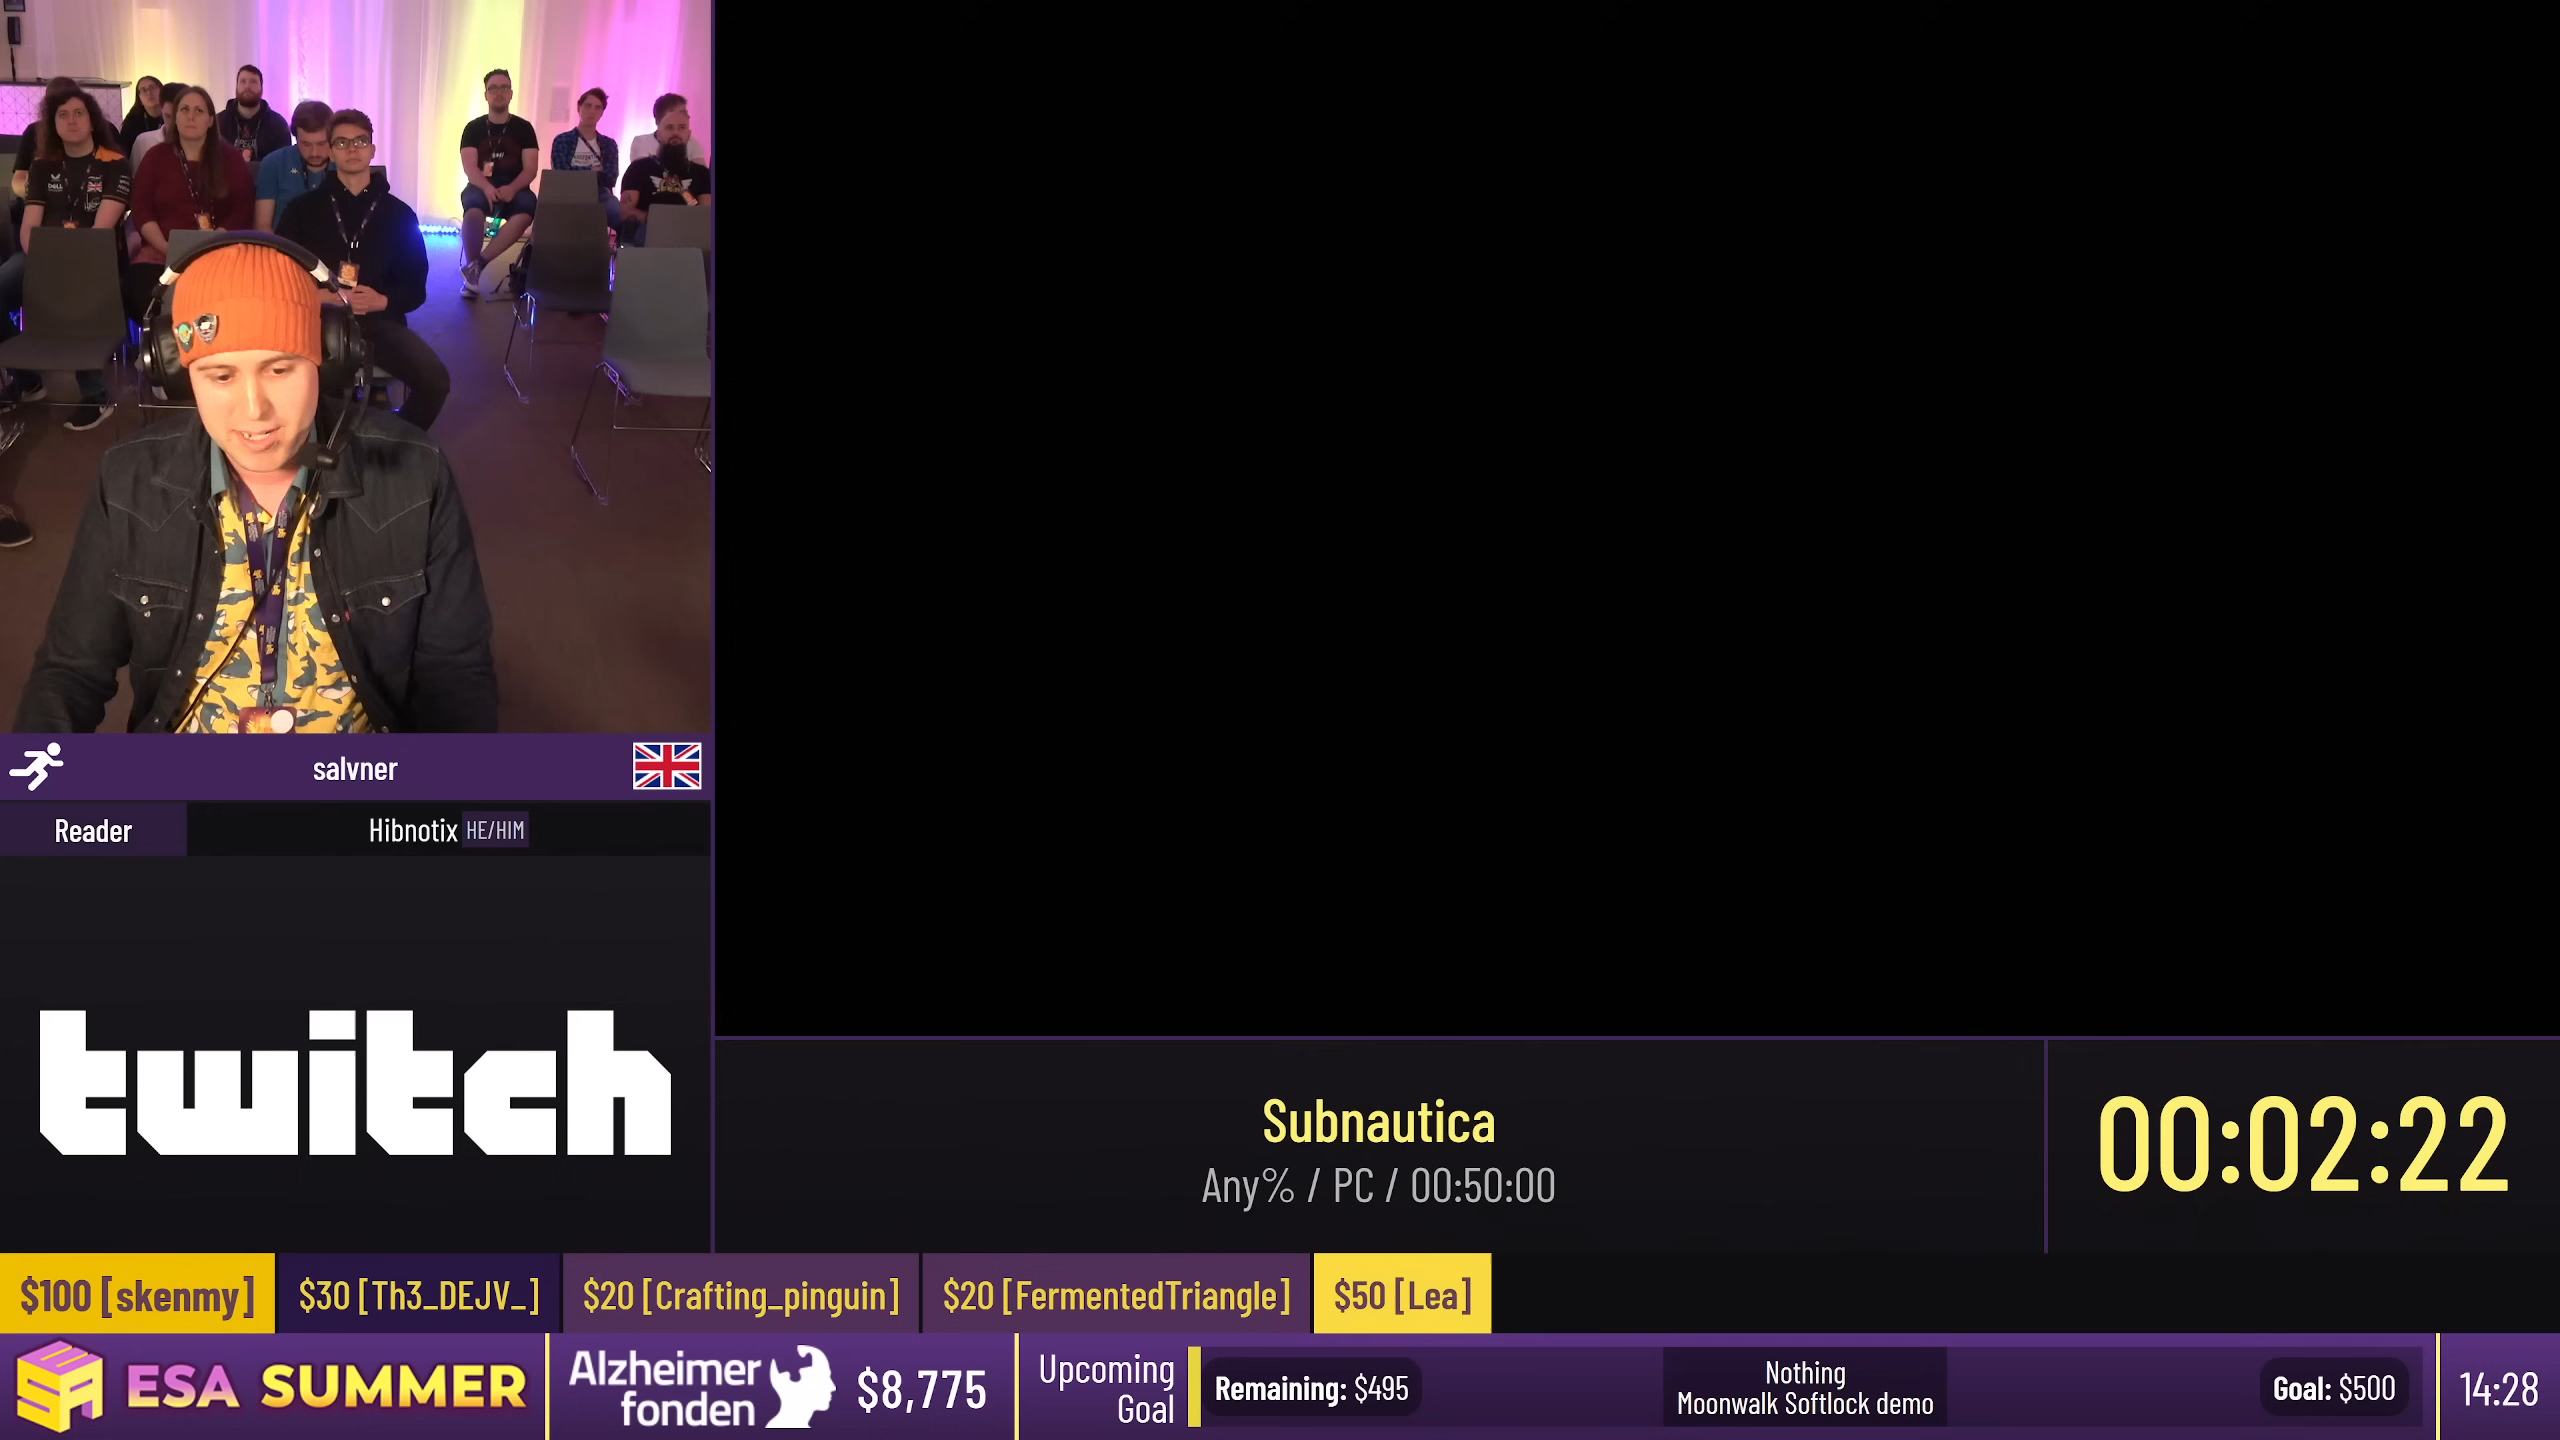 salvner
Reader
Hibnotix HE/HIM
twitch
Subnautica
Any% / PC / 00:50:00
00:02:22
$100 [skenmy]
$30 [Th3_DEJV_]
$20 [Crafting_pinguin]
$20 [FermentedTriangle]
$50 [Lea]
ESA SUMMER
Alzheimer
fonden
$8,775
Upcoming
Goal
Remaining: $495
Nothing
Moonwalk Softlock demo
Goal: $500
14:28